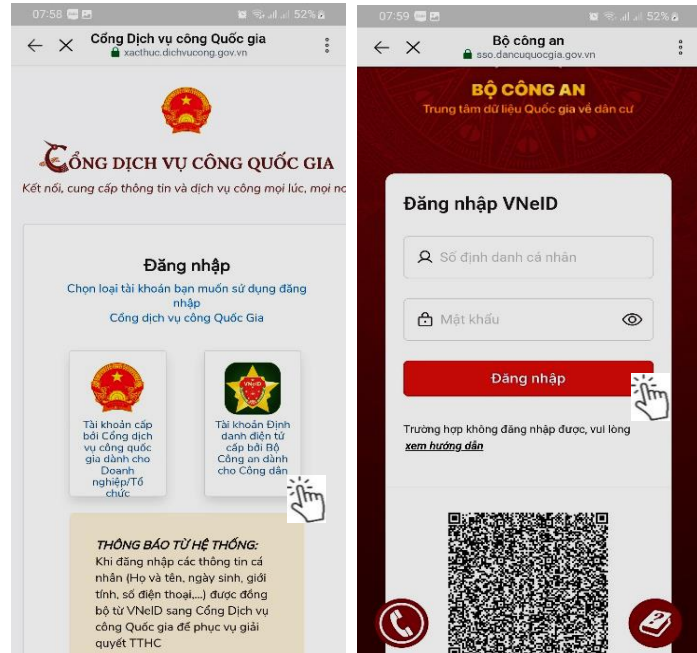 07:58
52%
Cổng Dịch vụ công Quốc gia
xacthuc.dichvucong.gov.vn
CỔNG DỊCH VỤ CÔNG QUỐC GIA
Kết nối, cung cấp thông tin và dịch vụ công mọi lúc, mọi
Đăng nhập
Chọn loại tài khoản bạn muốn sử dụng đăng
nhập
Cổng dịch vụ công Quốc Gia
Tài khoản cấp
bởi Cổng dịch
vụ công quốc
gia dành cho
Doanh
nghiệp/Tổ
chức
VNeID
Tài khoản Định
danh điện tử
cấp bởi Bộ
Công an dành
cho Công dân
THÔNG BÁO TỪ HỆ THỐNG:
Khi đăng nhập các thông tin cá
nhân (Họ và tên, ngày sinh, giới
tính, số điện thoại,...) được đồng
bộ từ VNeID sang Cổng Dịch vụ
công Quốc gia để phục vụ giải
quyết TTHC
07:59
52%
Bộ công an
sso.dancuquocgia.gov.vn
BỘ CÔNG AN
Trung tâm dữ liệu Quốc gia về dân cư
Đăng nhập VNeID
Số định danh cá nhân
Mật khẩu
Đăng nhập
Trường hợp không đăng nhập được, vui lòng
xem hướng dẫn